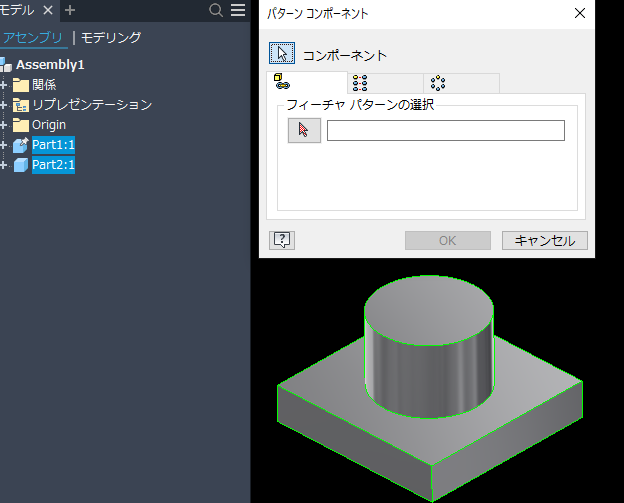 モデル × +
アセンブリ | モデリング
Assembly1
関係
リプレゼンテーション
Origin
Part1:1
Part2:1
パターン コンポーネント
コンポーネント
フィーチャ パターンの選択
OK
キャンセル